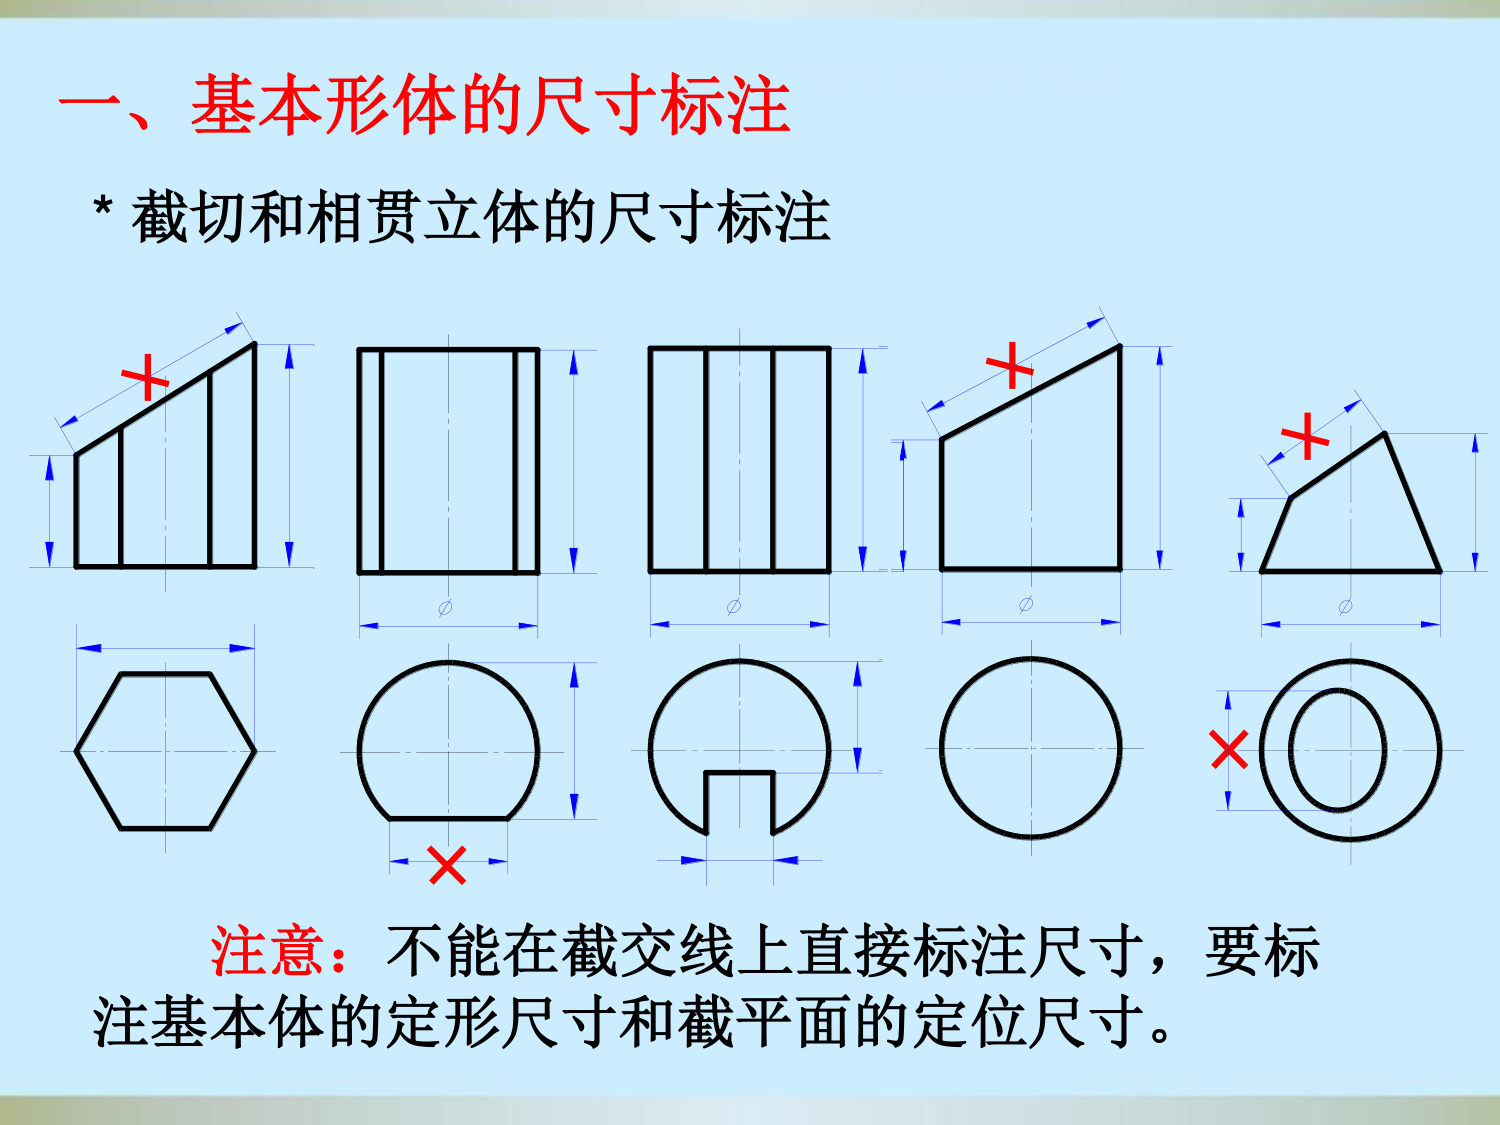 一、基本形体的尺寸标注
* 截切和相贯立体的尺寸标注
∅ ∅ ∅ ∅
注意：不能在截交线上直接标注尺寸，要标
注基本体的定形尺寸和截平面的定位尺寸。